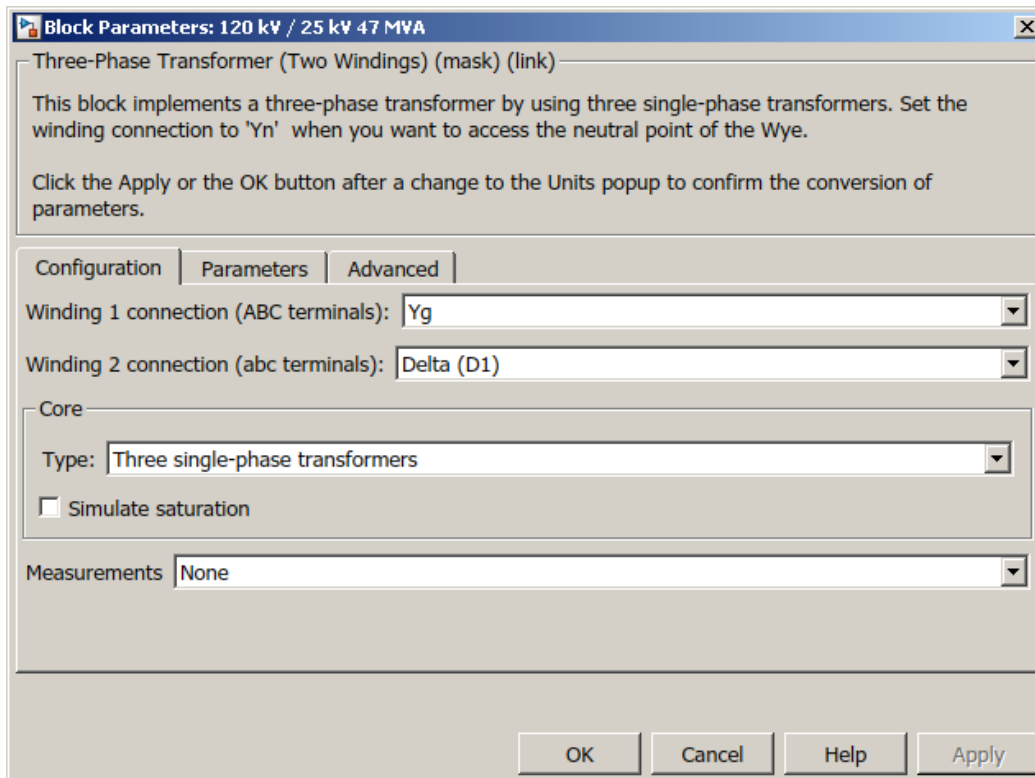 Block Parameters: 120 kV / 25 kV 47 MVA
Three-Phase Transformer (Two Windings) (mask) (link)
This block implements a three-phase transformer by using three single-phase transformers. Set the
winding connection to 'Yn'  when you want to access the neutral point of the Wye.
Click the Apply or the OK button after a change to the Units popup to confirm the conversion of
parameters.
Configuration Parameters Advanced
Winding 1 connection (ABC terminals): Yg
Winding 2 connection (abc terminals): Delta (D1)
Core
Type: Three single-phase transformers
Simulate saturation
Measurements None
OK Cancel Help Apply